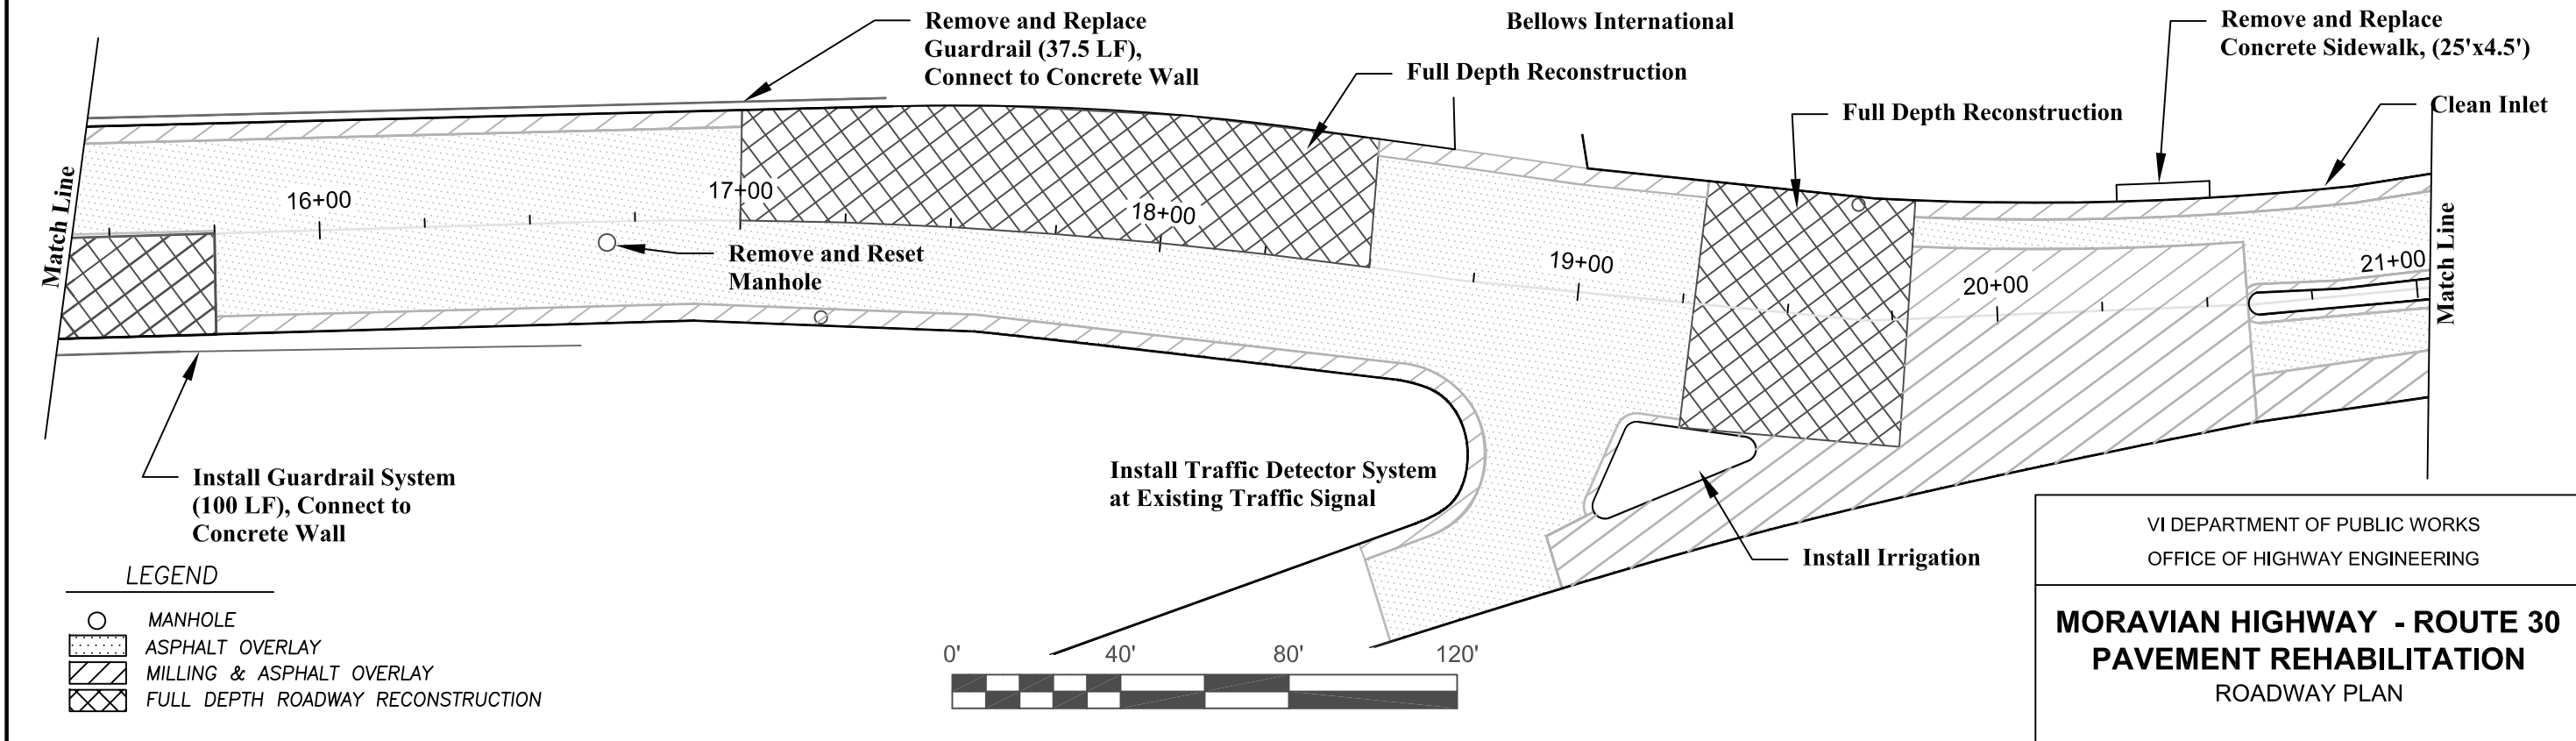 Remove and Replace
Guardrail (37.5 LF),
Connect to Concrete Wall
Bellows International
Full Depth Reconstruction
Remove and Replace
Concrete Sidewalk, (25'x4.5')
Full Depth Reconstruction
Clean Inlet
Match Line
16+00
17+00
18+00
19+00
20+00
21+00
Match Line
Remove and Reset
Manhole
Install Guardrail System
(100 LF), Connect to
Concrete Wall
Install Traffic Detector System
at Existing Traffic Signal
Install Irrigation
LEGEND
MANHOLE
ASPHALT OVERLAY
MILLING & ASPHALT OVERLAY
FULL DEPTH ROADWAY RECONSTRUCTION
0' 40' 80' 120'
VI DEPARTMENT OF PUBLIC WORKS
OFFICE OF HIGHWAY ENGINEERING
MORAVIAN HIGHWAY - ROUTE 30
PAVEMENT REHABILITATION
ROADWAY PLAN